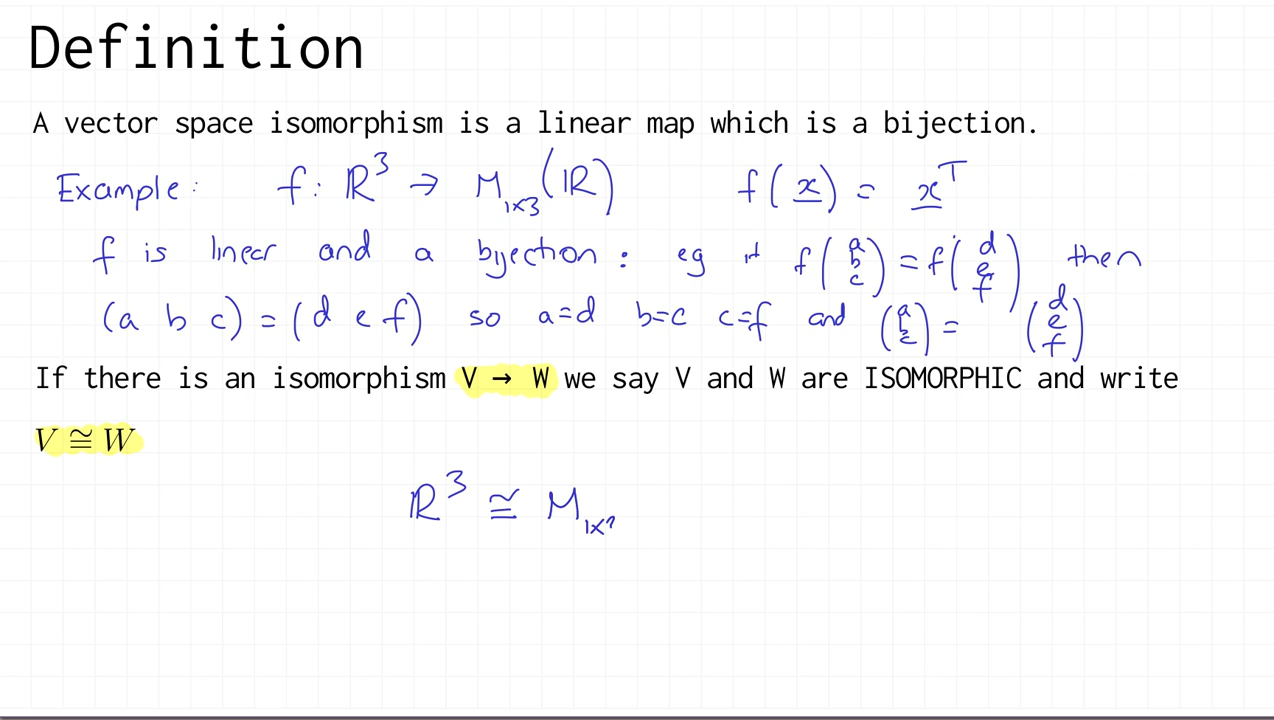 Definition
A vector space isomorphism is a linear map which is a bijection.
Example: f: ℝ³ → M₁ₓ₃(ℝ) f(x) = xᵀ
f is linear and a bijection: eg if f(a b c) = f(d e f) then
(a b c) = (d e f) so a=d b=c c=f and (a b c) = (d e f)
If there is an isomorphism V → W we say V and W are ISOMORPHIC and write
V ≅ W
ℝ³ ≅ M₁ₓ